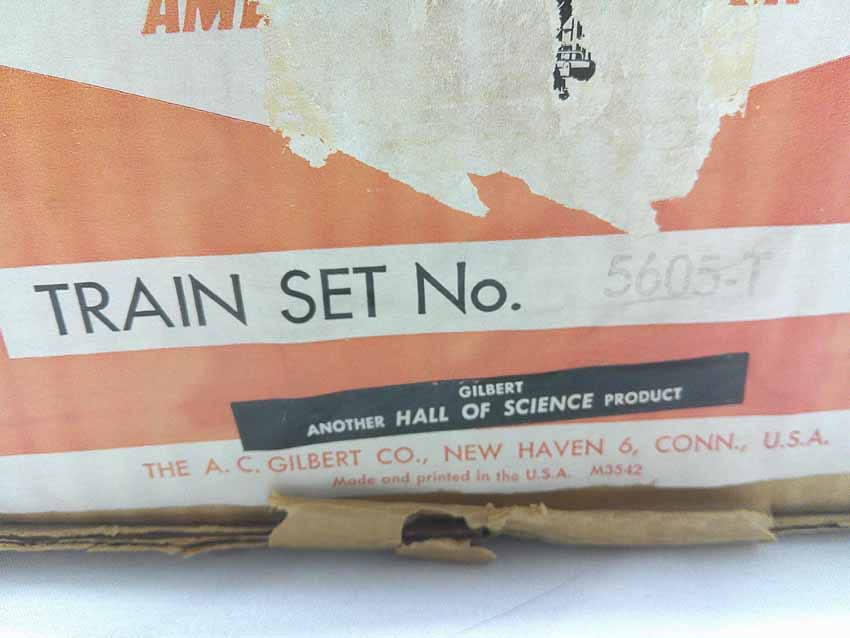 TRAIN SET No. 5605-T
GILBERT
ANOTHER HALL OF SCIENCE PRODUCT
THE A. C. GILBERT CO., NEW HAVEN 6, CONN., U.S.A.
Made and printed in the U.S.A. M3542